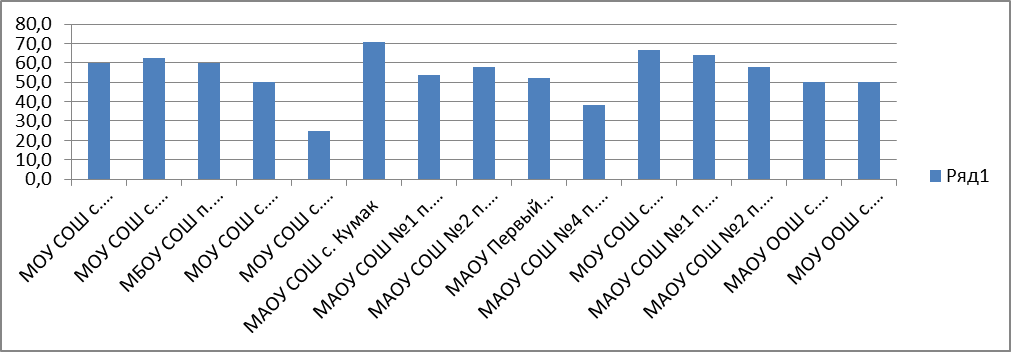 80,0
70,0
60,0
50,0
40,0
30,0
20,0
10,0
0,0
МОУ СОШ с....
МОУ СОШ с....
МБОУ СОШ п....
МОУ СОШ с....
МОУ СОШ с....
МАОУ СОШ с. Кумак
МАОУ СОШ №1 п....
МАОУ СОШ №2 п....
МАОУ Первый...
МАОУ СОШ №4 п....
МОУ СОШ с....
МАОУ СОШ №1 п....
МАОУ СОШ №2 п....
МАОУ ООШ с....
МОУ ООШ с....
Ряд1